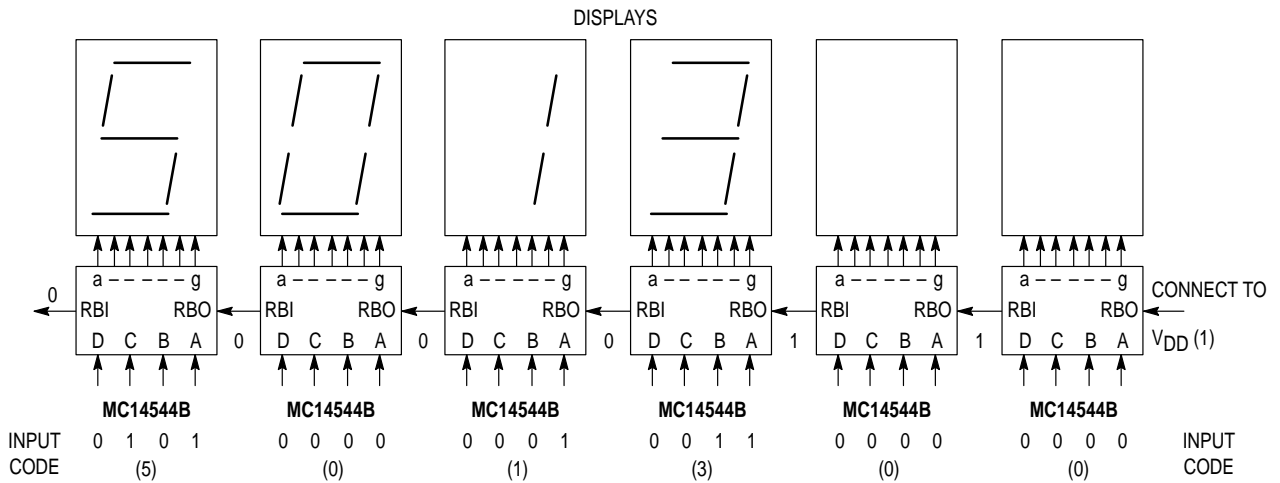 DISPLAYS
a – – – – – g a – – – – – g a – – – – – g a – – – – – g a – – – – – g a – – – – – g
0 RBI RBO RBI RBO RBI RBO RBI RBO RBI RBO RBI RBO CONNECT TO
D C B A 0 D C B A 0 D C B A 0 D C B A 1 D C B A 1 D C B A VDD (1)
MC14544B MC14544B MC14544B MC14544B MC14544B MC14544B
INPUT 0 1 0 1 0 0 0 0 0 0 0 1 0 0 1 1 0 0 0 0 0 0 0 0 INPUT
CODE (5) (0) (1) (3) (0) (0) CODE